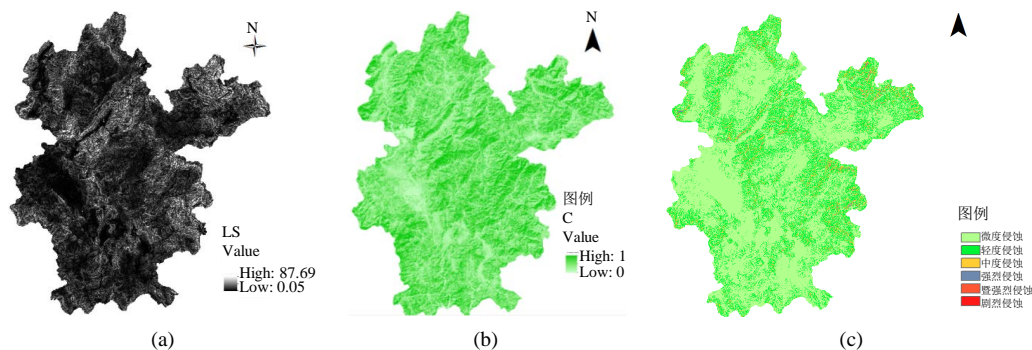 N
LS
Value
High: 87.69
Low: 0.05
(a)
N
图例
C
Value
High: 1
Low: 0
(b)
图例
微度侵蚀
轻度侵蚀
中度侵蚀
强烈侵蚀
暨强烈侵蚀
剧烈侵蚀
(c)